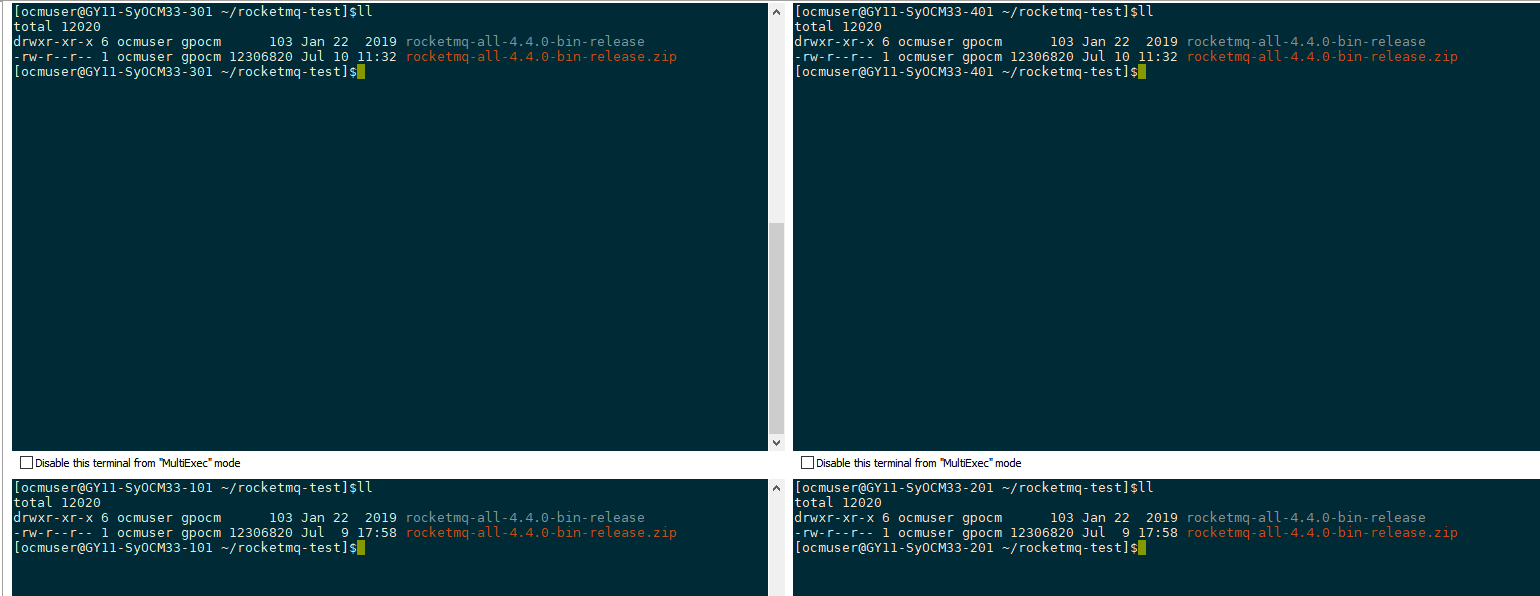 [ocmuser@GY11-SyOCM33-301 ~/rocketmq-test]$ll
total 12020
drwxr-xr-x 6 ocmuser gpocm      103 Jan 22  2019 rocketmq-all-4.4.0-bin-release
-rw-r--r-- 1 ocmuser gpocm 12306820 Jul 10 11:32 rocketmq-all-4.4.0-bin-release.zip
[ocmuser@GY11-SyOCM33-301 ~/rocketmq-test]$
Disable this terminal from "MultiExec" mode
[ocmuser@GY11-SyOCM33-401 ~/rocketmq-test]$ll
total 12020
drwxr-xr-x 6 ocmuser gpocm      103 Jan 22  2019 rocketmq-all-4.4.0-bin-release
-rw-r--r-- 1 ocmuser gpocm 12306820 Jul 10 11:32 rocketmq-all-4.4.0-bin-release.zip
[ocmuser@GY11-SyOCM33-401 ~/rocketmq-test]$
Disable this terminal from "MultiExec" mode
[ocmuser@GY11-SyOCM33-101 ~/rocketmq-test]$ll
total 12020
drwxr-xr-x 6 ocmuser gpocm      103 Jan 22  2019 rocketmq-all-4.4.0-bin-release
-rw-r--r-- 1 ocmuser gpocm 12306820 Jul  9 17:58 rocketmq-all-4.4.0-bin-release.zip
[ocmuser@GY11-SyOCM33-101 ~/rocketmq-test]$
[ocmuser@GY11-SyOCM33-201 ~/rocketmq-test]$ll
total 12020
drwxr-xr-x 6 ocmuser gpocm      103 Jan 22  2019 rocketmq-all-4.4.0-bin-release
-rw-r--r-- 1 ocmuser gpocm 12306820 Jul  9 17:58 rocketmq-all-4.4.0-bin-release.zip
[ocmuser@GY11-SyOCM33-201 ~/rocketmq-test]$